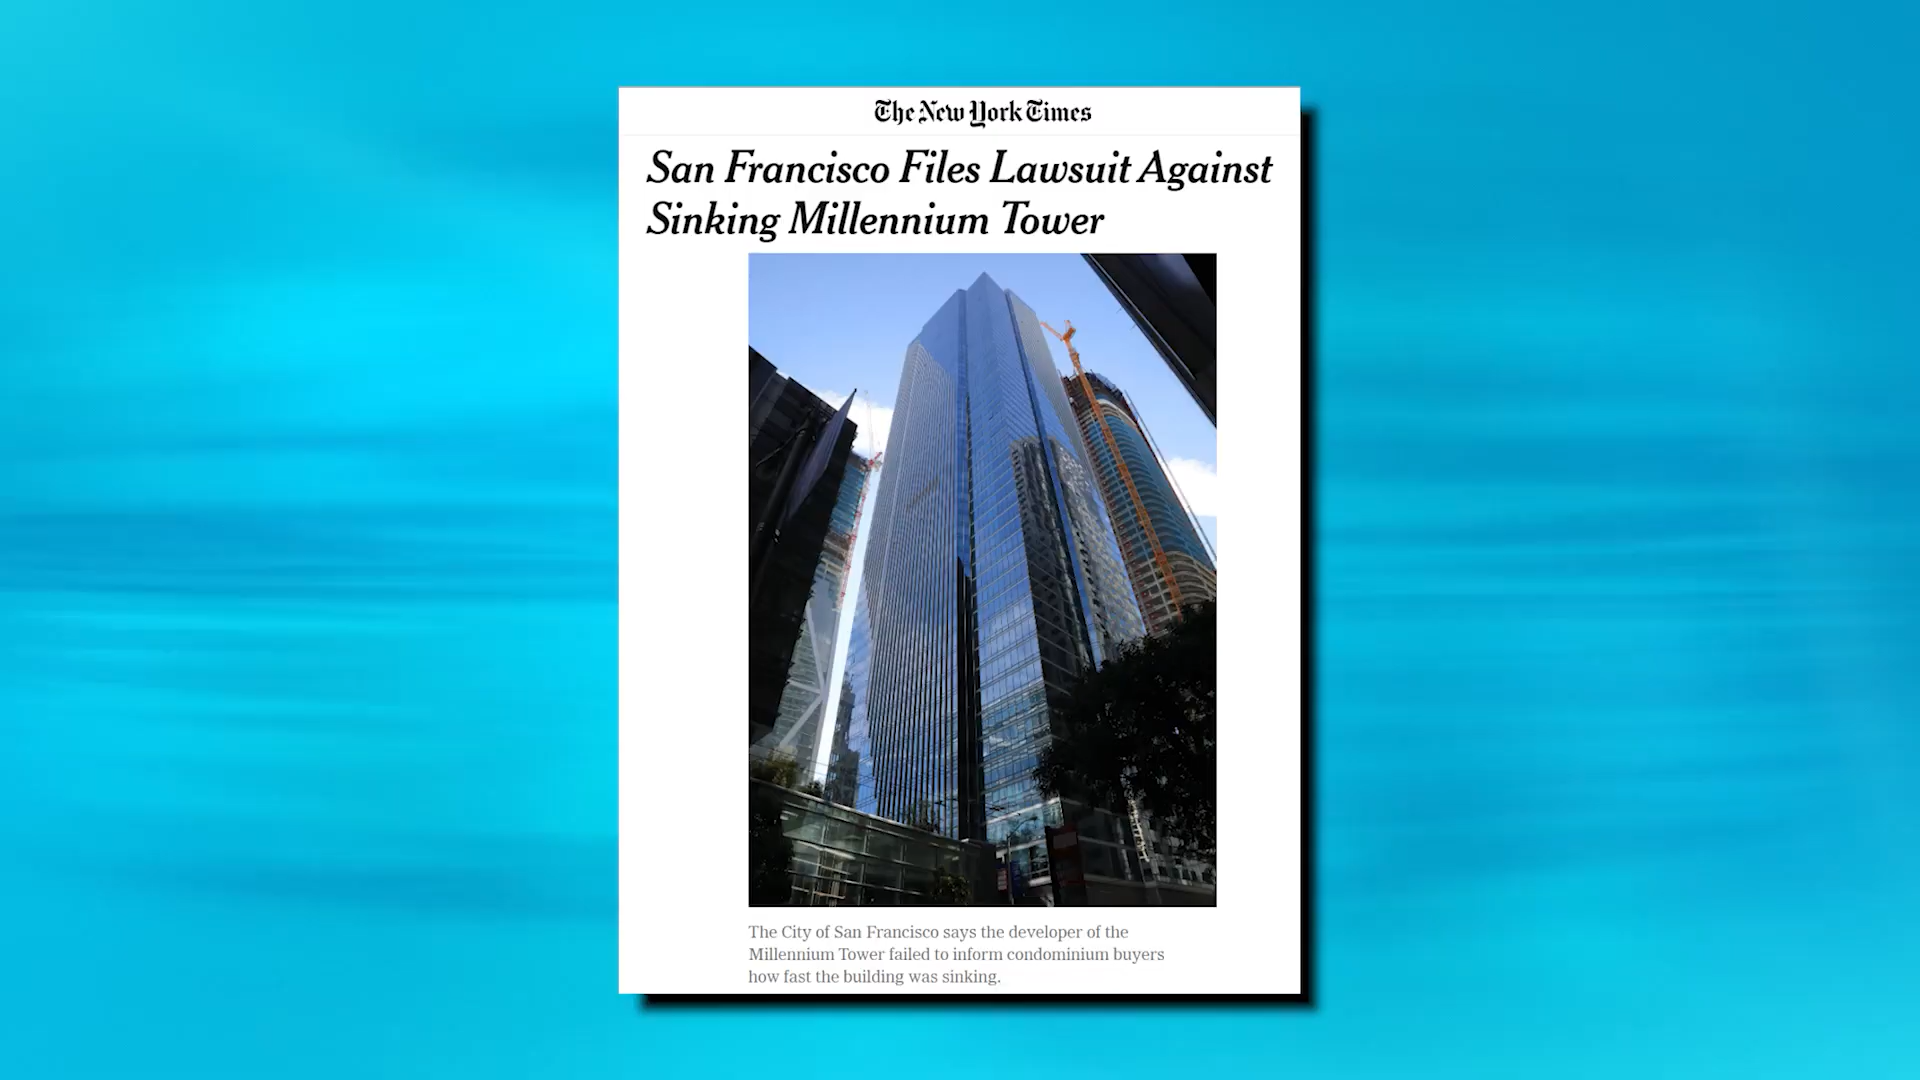 The New York Times
San Francisco Files Lawsuit Against
Sinking Millennium Tower
The City of San Francisco says the developer of the
Millennium Tower failed to inform condominium buyers
how fast the building was sinking.